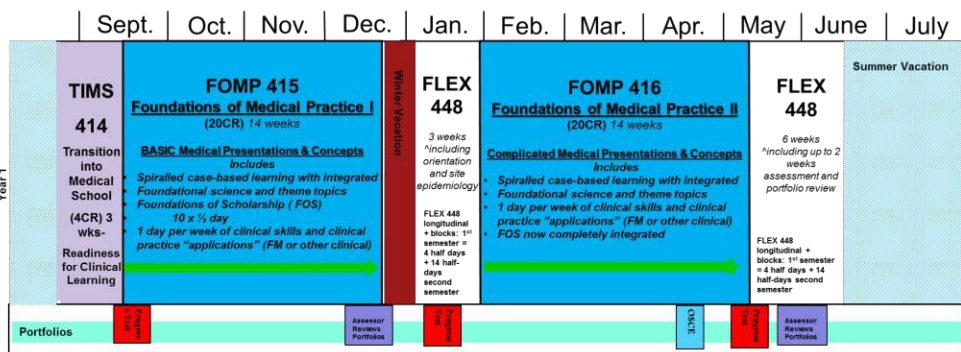 Sept. Oct. Nov. Dec. Jan. Feb. Mar. Apr. May June July
Year 1
TIMS
414
Transition
into
Medical
School
(4CR) 3
wks-
Readiness
for Clinical
Learning
FOMP 415
Foundations of Medical Practice I
(20CR) 14 weeks
BASIC Medical Presentations & Concepts
Includes
• Spiralled case-based learning with integrated
• Foundational science and theme topics
• Foundations of Scholarship ( FOS)
10 x ½ day
• 1 day per week of clinical skills and clinical
practice “applications” (FM or other clinical)
Winter Vacation
FLEX
448
3 weeks
^including
orientation
and site
epidemiology
FLEX 448
longitudinal
+ blocks: 1st
semester =
4 half days
+ 14 half-
days
second
semester
FOMP 416
Foundations of Medical Practice II
(20CR) 14 weeks
Complicated Medical Presentations & Concepts
Includes
• Spiralled case-based learning with integrated
• Foundational science and theme topics
• 1 day per week of clinical skills and clinical
practice “applications” (FM or other clinical)
• FOS now completely integrated
FLEX
448
6 weeks
^including up to 2
weeks
assessment and
portfolio review
FLEX 448
longitudinal +
blocks: 1st
semester = 4
half days + 14
half-days second
semester
Summer Vacation
Portfolios
Progres
s Test
Assessor
Reviews
Portfolios
Progress
Test
OSCE
Progress
Test
Assessor
Reviews
Portfolios